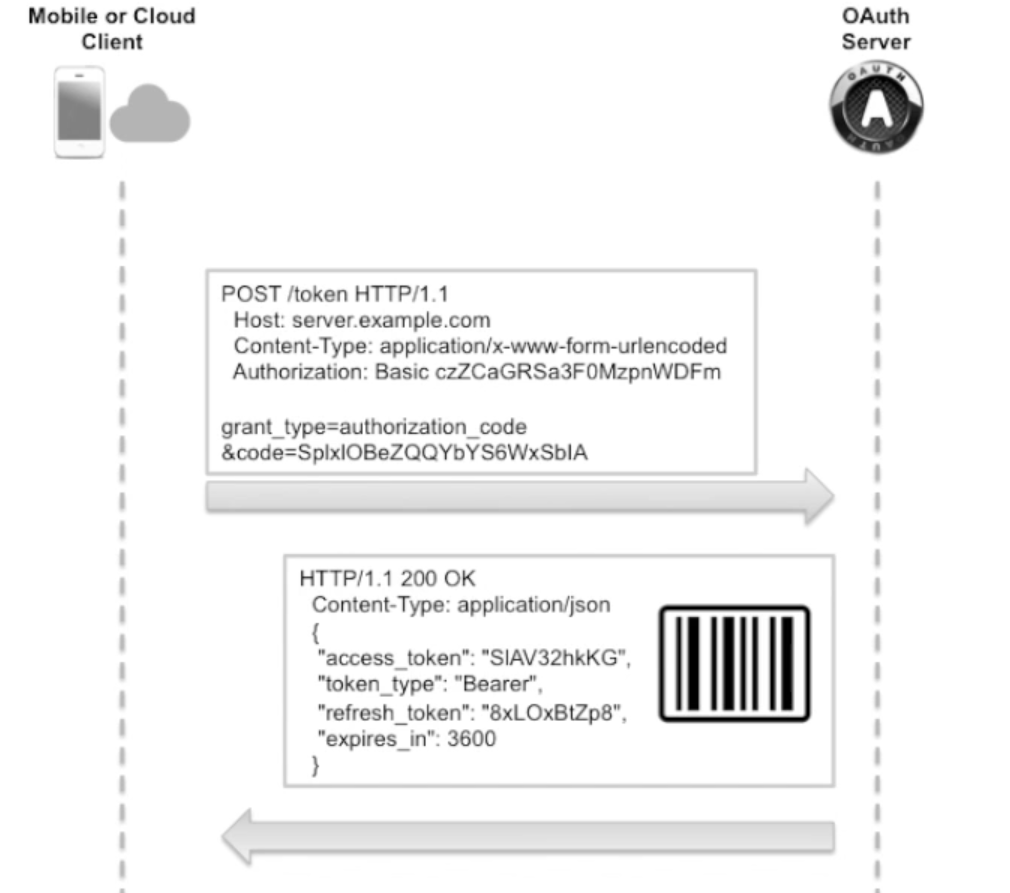 Mobile or Cloud
Client
OAuth
Server
OAUTH
A
OAUTH
POST /token HTTP/1.1
Host: server.example.com
Content-Type: application/x-www-form-urlencoded
Authorization: Basic czZCaGRSa3F0MzpnWDFm
grant_type=authorization_code
&code=SplxlOBeZQQYbYS6WxSbIA
HTTP/1.1 200 OK
Content-Type: application/json
{
"access_token": "SlAV32hkKG",
"token_type": "Bearer",
"refresh_token": "8xLOxBtZp8",
"expires_in": 3600
}